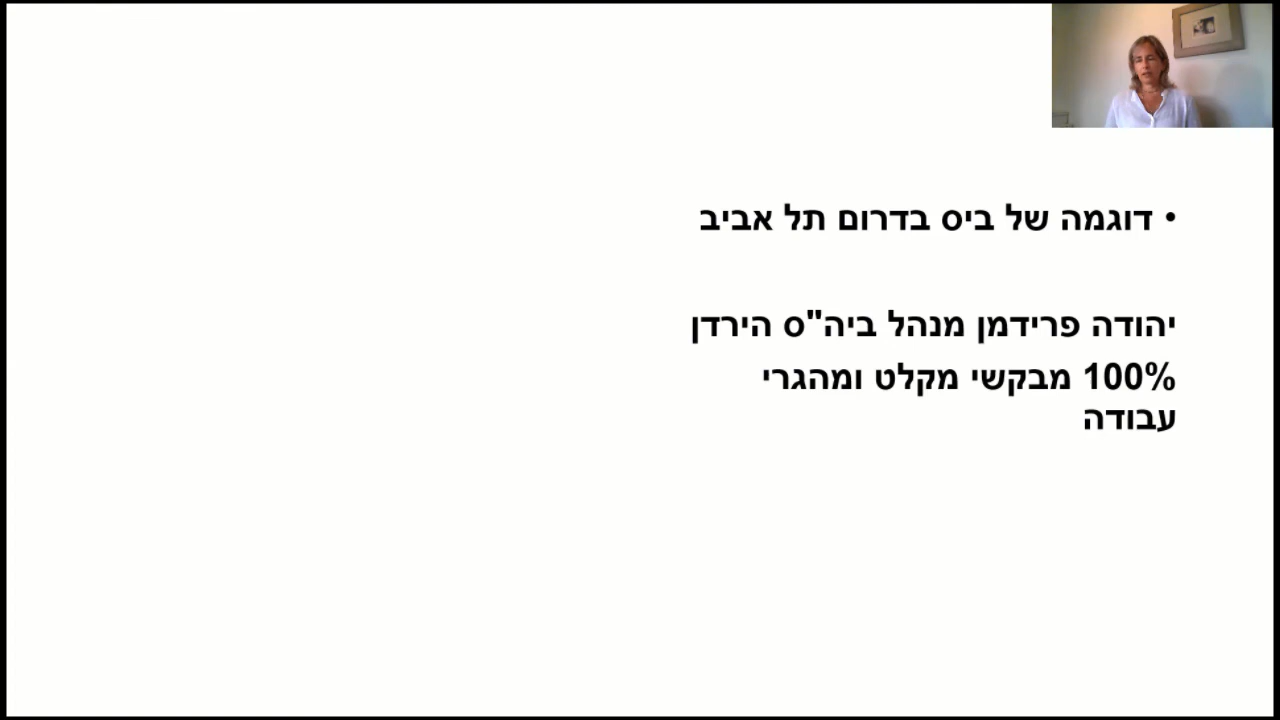 • דוגמה של ביס בדרום תל אביב
יהודה פרידמן מנהל ביה"ס הירדן
100% מבקשי מקלט ומהגרי
עבודה